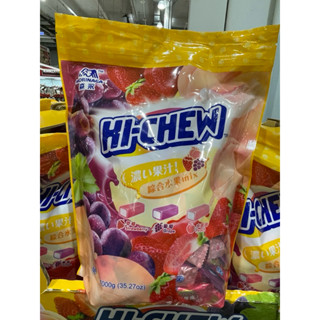 MORINAGA
森永
HI-CHEW
濃い果汁!
綜合水果mix
1000g (35.27oz)